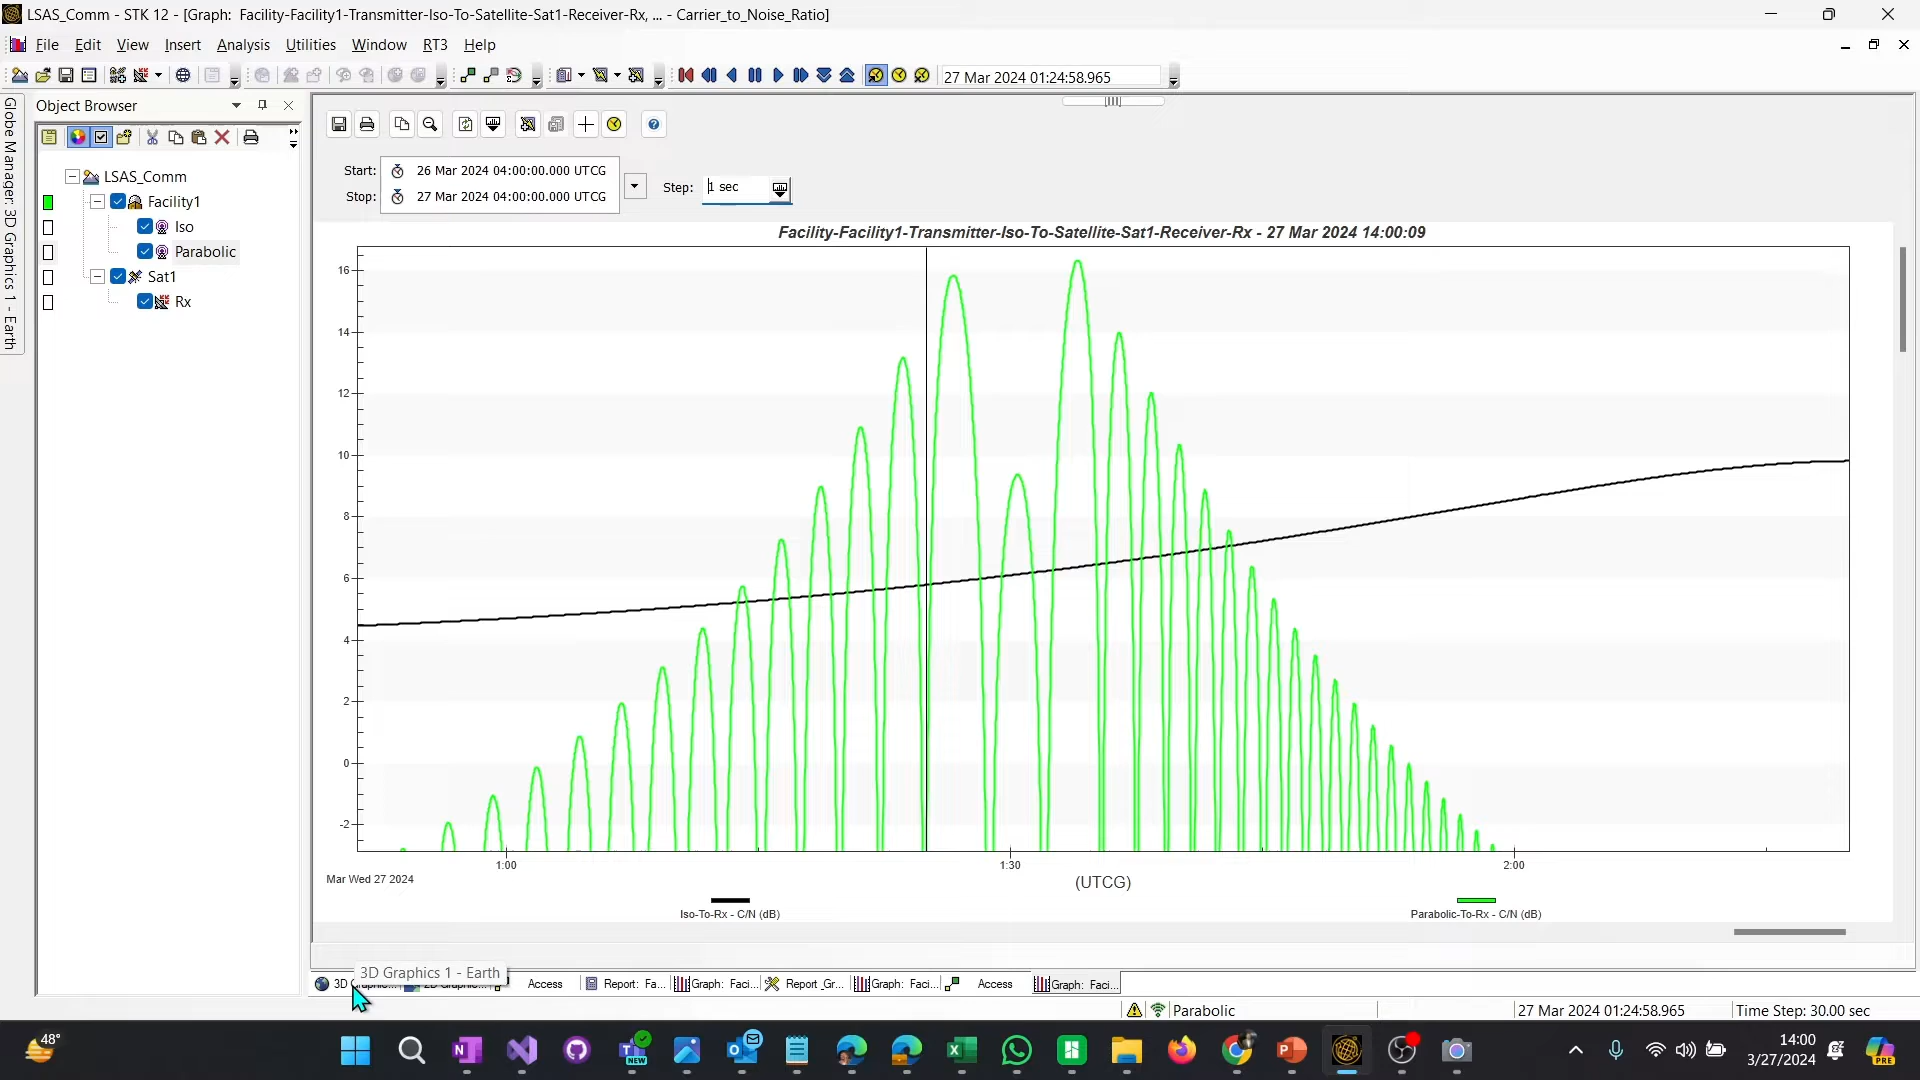 LSAS_Comm - STK 12 - [Graph:  Facility-Facility1-Transmitter-Iso-To-Satellite-Sat1-Receiver-Rx, ... - Carrier_to_Noise_Ratio]
File Edit View Insert Analysis Utilities Window RT3 Help
27 Mar 2024 01:24:58.965
Globe Manager: 3D Graphics 1 - Earth
Object Browser
LSAS_Comm
Facility1
Iso
Parabolic
Sat1
Rx
Start: 26 Mar 2024 04:00:00.000 UTCG
Stop: 27 Mar 2024 04:00:00.000 UTCG
Step: 1 sec
Facility-Facility1-Transmitter-Iso-To-Satellite-Sat1-Receiver-Rx - 27 Mar 2024 14:00:09
16
14
12
10
8
6
4
2
0
-2
1:00 1:30 2:00
Mar Wed 27 2024
(UTCG)
Iso-To-Rx - C/N (dB) Parabolic-To-Rx - C/N (dB)
3D Graphics 1 - Earth
3D Graphic... 2D Graphic... Access Report: Fa... Graph: Faci... Report_Gr... Graph: Faci... Access Graph: Faci...
Parabolic 27 Mar 2024 01:24:58.965 Time Step: 30.00 sec
48°
NEW
14:00
3/27/2024
PRE